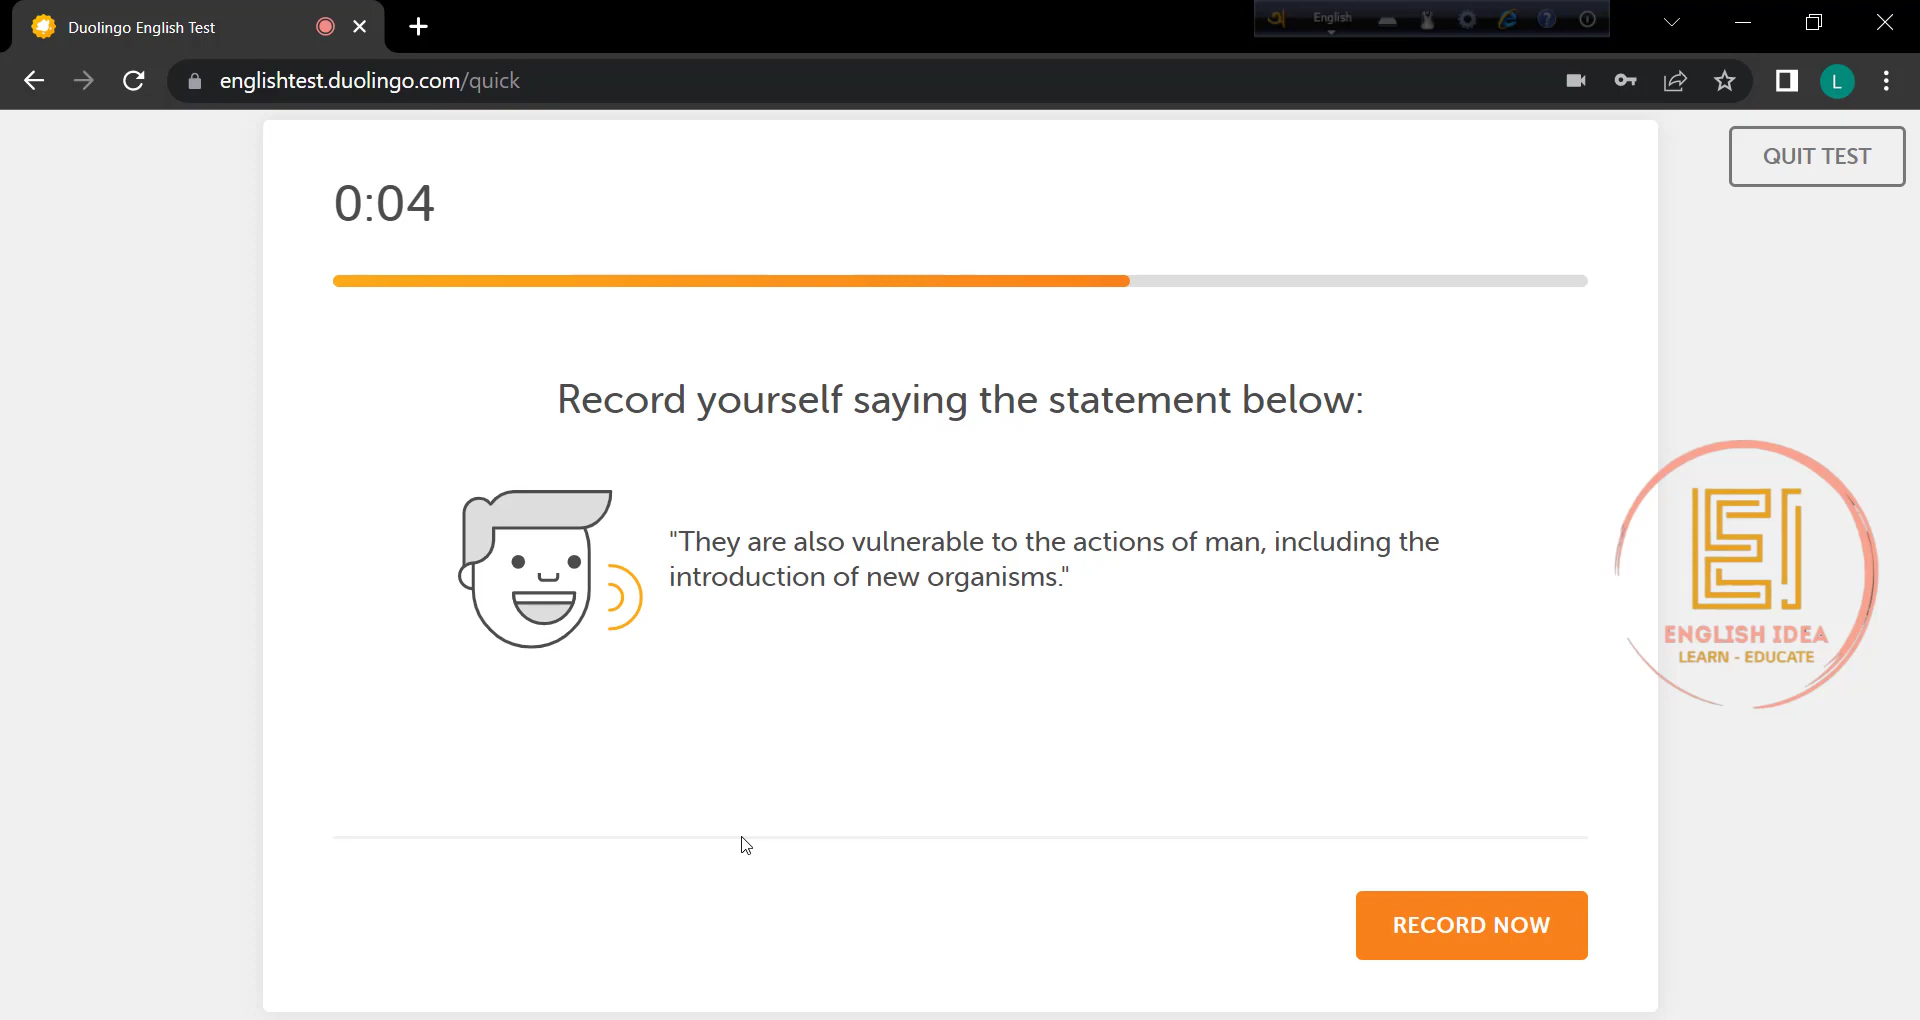 Duolingo English Test
English
englishtest.duolingo.com/quick
L
QUIT TEST
0:04
Record yourself saying the statement below:
"They are also vulnerable to the actions of man, including the
introduction of new organisms."
EI
ENGLISH IDEA
LEARN - EDUCATE
RECORD NOW